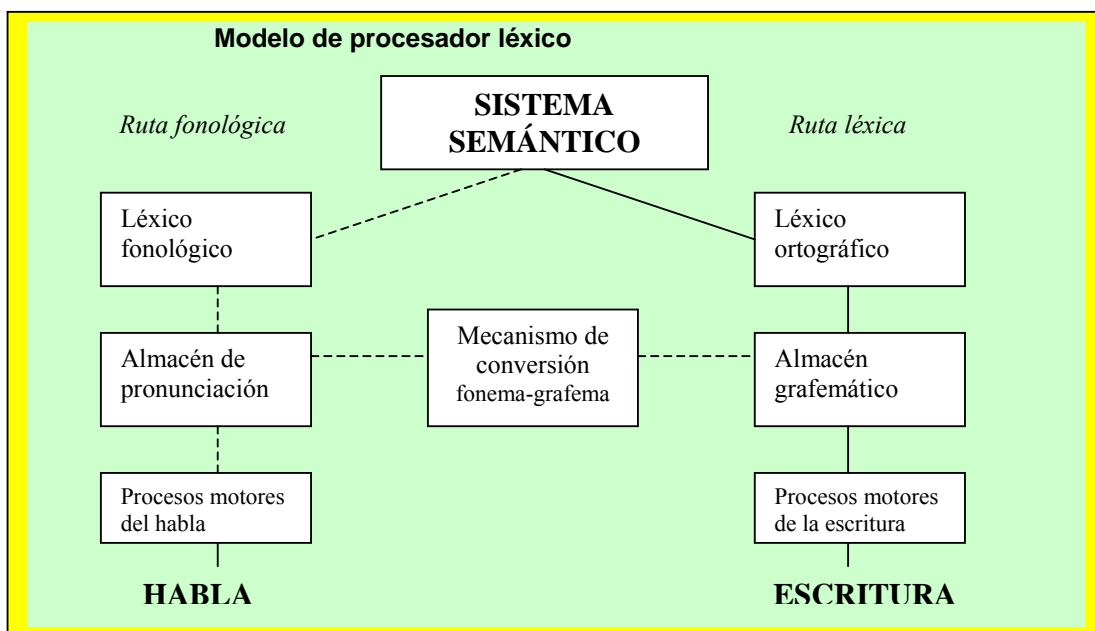 Modelo de procesador léxico
SISTEMA
SEMÁNTICO
Ruta fonológica
Ruta léxica
Léxico
fonológico
Léxico
ortográfico
Almacén de
pronunciación
Mecanismo de
conversión
fonema-grafema
Almacén
grafemático
Procesos motores
del habla
Procesos motores
de la escritura
HABLA
ESCRITURA